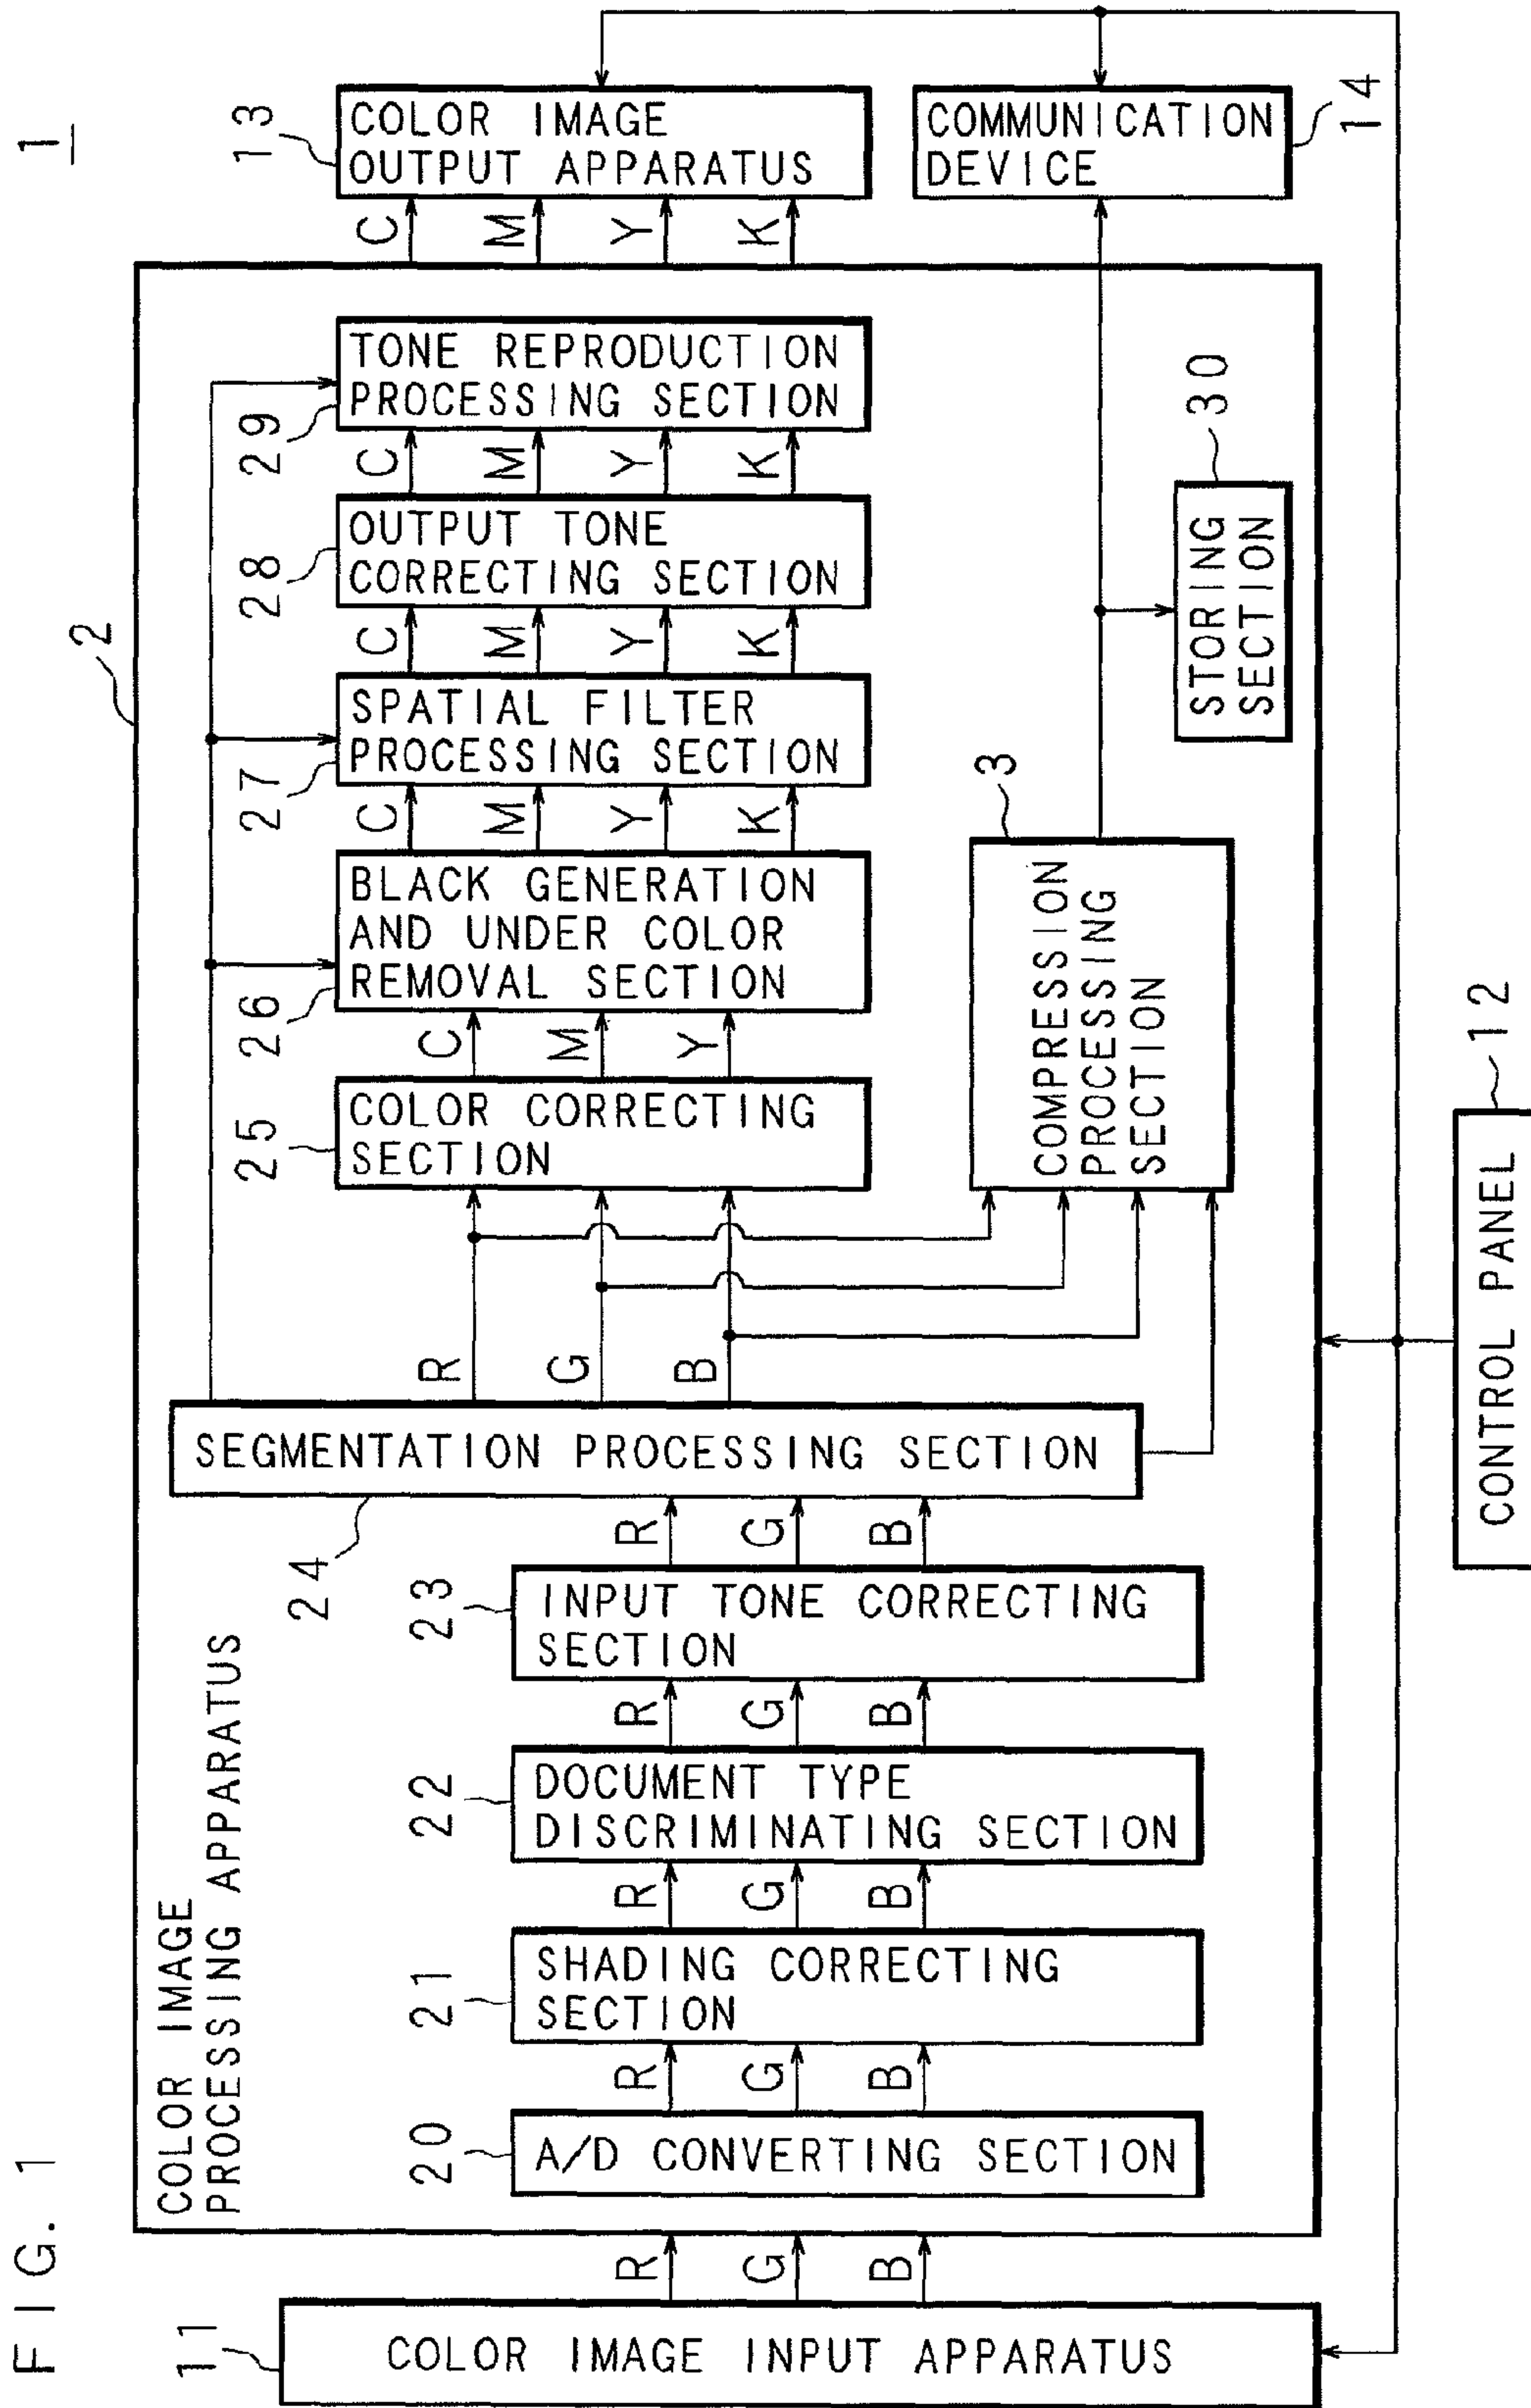 FIG. 1
1
2
COLOR IMAGE
PROCESSING APPARATUS
11
COLOR IMAGE INPUT APPARATUS
R
G
B
20
A/D CONVERTING SECTION
R
G
B
21
SHADING CORRECTING
SECTION
R
G
B
22
DOCUMENT TYPE
DISCRIMINATING SECTION
R
G
B
23
INPUT TONE CORRECTING
SECTION
R
G
B
24
SEGMENTATION PROCESSING SECTION
R
G
B
25
COLOR CORRECTING
SECTION
C
M
Y
26
BLACK GENERATION
AND UNDER COLOR
REMOVAL SECTION
C
M
Y
K
27
SPATIAL FILTER
PROCESSING SECTION
C
M
Y
K
28
OUTPUT TONE
CORRECTING SECTION
C
M
Y
K
29
TONE REPRODUCTION
PROCESSING SECTION
C
M
Y
K
13
COLOR IMAGE
OUTPUT APPARATUS
3
COMPRESSION
PROCESSING
SECTION
30
STORING
SECTION
COMMUNICATION
DEVICE
14
12
CONTROL PANEL